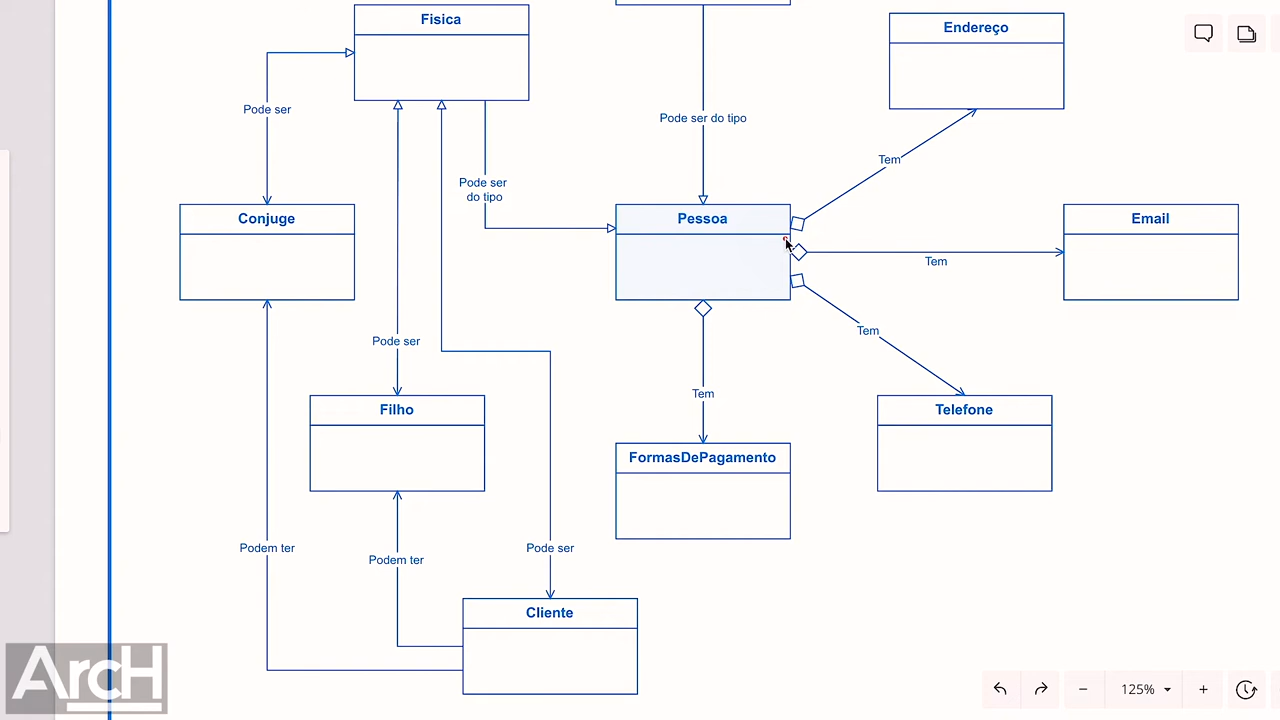 Fisica
Endereço
Pode ser
Pode ser do tipo
Tem
Pode ser
do tipo
Conjuge
Pessoa
Email
Tem
Tem
Pode ser
Tem
Filho
Telefone
FormasDePagamento
Podem ter
Podem ter
Pode ser
Cliente
ArcH
125%